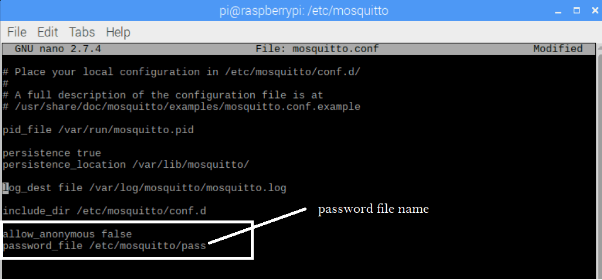 pi@raspberrypi: /etc/mosquitto
File Edit Tabs Help
GNU nano 2.7.4 File: mosquitto.conf Modified
# Place your local configuration in /etc/mosquitto/conf.d/
#
# A full description of the configuration file is at
# /usr/share/doc/mosquitto/examples/mosquitto.conf.example
pid_file /var/run/mosquitto.pid
persistence true
persistence_location /var/lib/mosquitto/
log_dest file /var/log/mosquitto/mosquitto.log
include_dir /etc/mosquitto/conf.d
password file name
allow_anonymous false
password_file /etc/mosquitto/pass